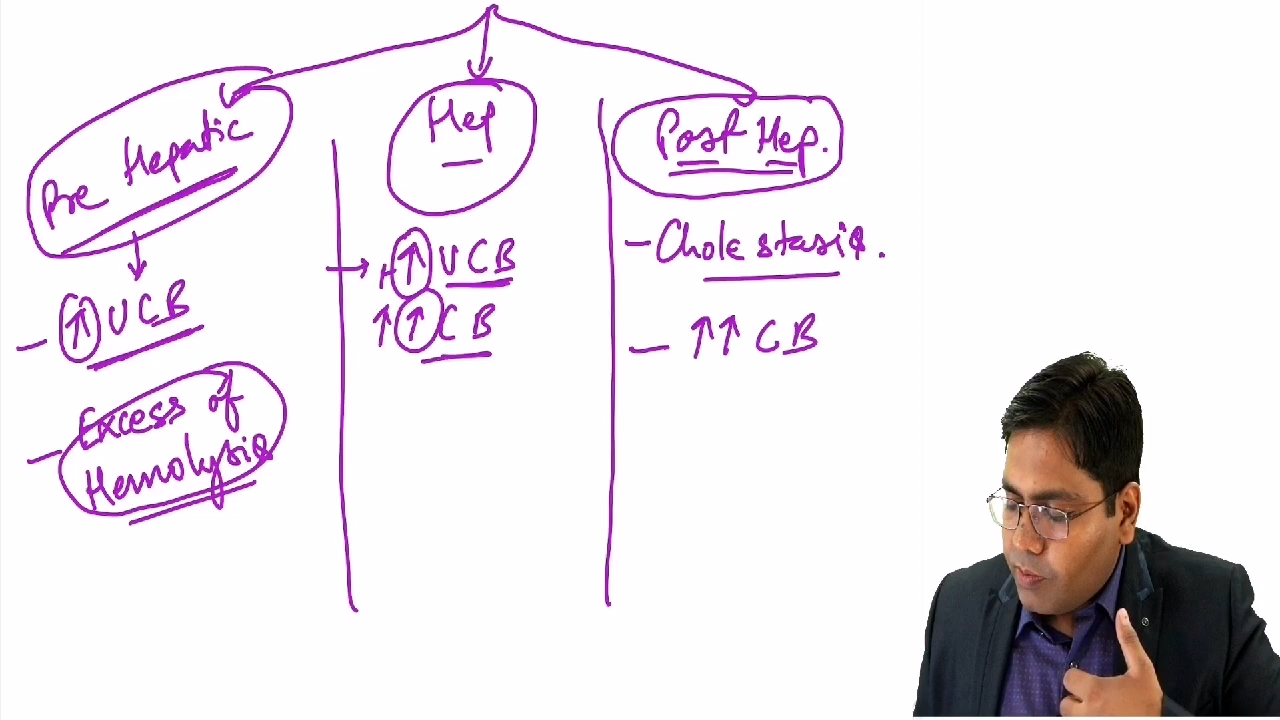 Pre Hepatic
- ↑ UCB
- Excess of
Hemolysis
Hep
→ ↑ UCB
↑↑ CB
Post Hep.
- Cholestasis.
- ↑↑ CB